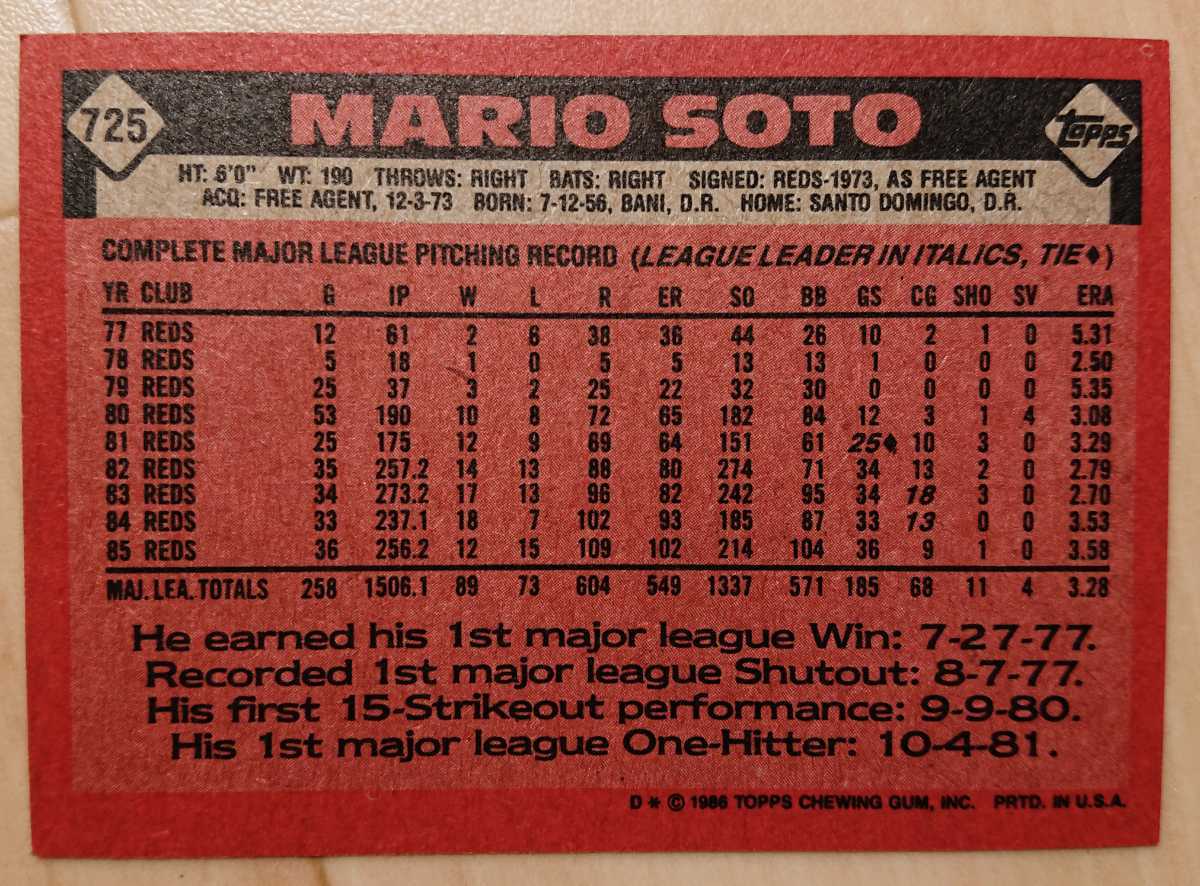 725 MARIO SOTO topps
HT: 6'0" WT: 190 THROWS: RIGHT BATS: RIGHT SIGNED: REDS-1973, AS FREE AGENT
ACQ: FREE AGENT, 12-3-73 BORN: 7-12-56, BANI, D.R. HOME: SANTO DOMINGO, D.R.
COMPLETE MAJOR LEAGUE PITCHING RECORD (LEAGUE LEADER IN ITALICS, TIE♦)
YR CLUB G IP W L R ER SO BB GS CG SHO SV ERA
77 REDS 12 61 2 6 38 36 44 26 10 2 1 0 5.31
78 REDS 5 18 1 0 5 5 13 13 1 0 0 0 2.50
79 REDS 25 37 3 2 25 22 32 30 0 0 0 0 5.35
80 REDS 53 190 10 8 72 65 182 84 12 3 1 4 3.08
81 REDS 25 175 12 9 69 64 151 61 25♦ 10 3 0 3.29
82 REDS 35 257.2 14 13 88 80 274 71 34 13 2 0 2.79
83 REDS 34 273.2 17 13 96 82 242 95 34 18 3 0 2.70
84 REDS 33 237.1 18 7 102 93 185 87 33 13 0 0 3.53
85 REDS 36 256.2 12 15 109 102 214 104 36 9 1 0 3.58
MAJ. LEA. TOTALS 258 1506.1 89 73 604 549 1337 571 185 68 11 4 3.28
He earned his 1st major league Win: 7-27-77.
Recorded 1st major league Shutout: 8-7-77.
His first 15-Strikeout performance: 9-9-80.
His 1st major league One-Hitter: 10-4-81.
D * © 1986 TOPPS CHEWING GUM, INC. PRTD. IN U.S.A.